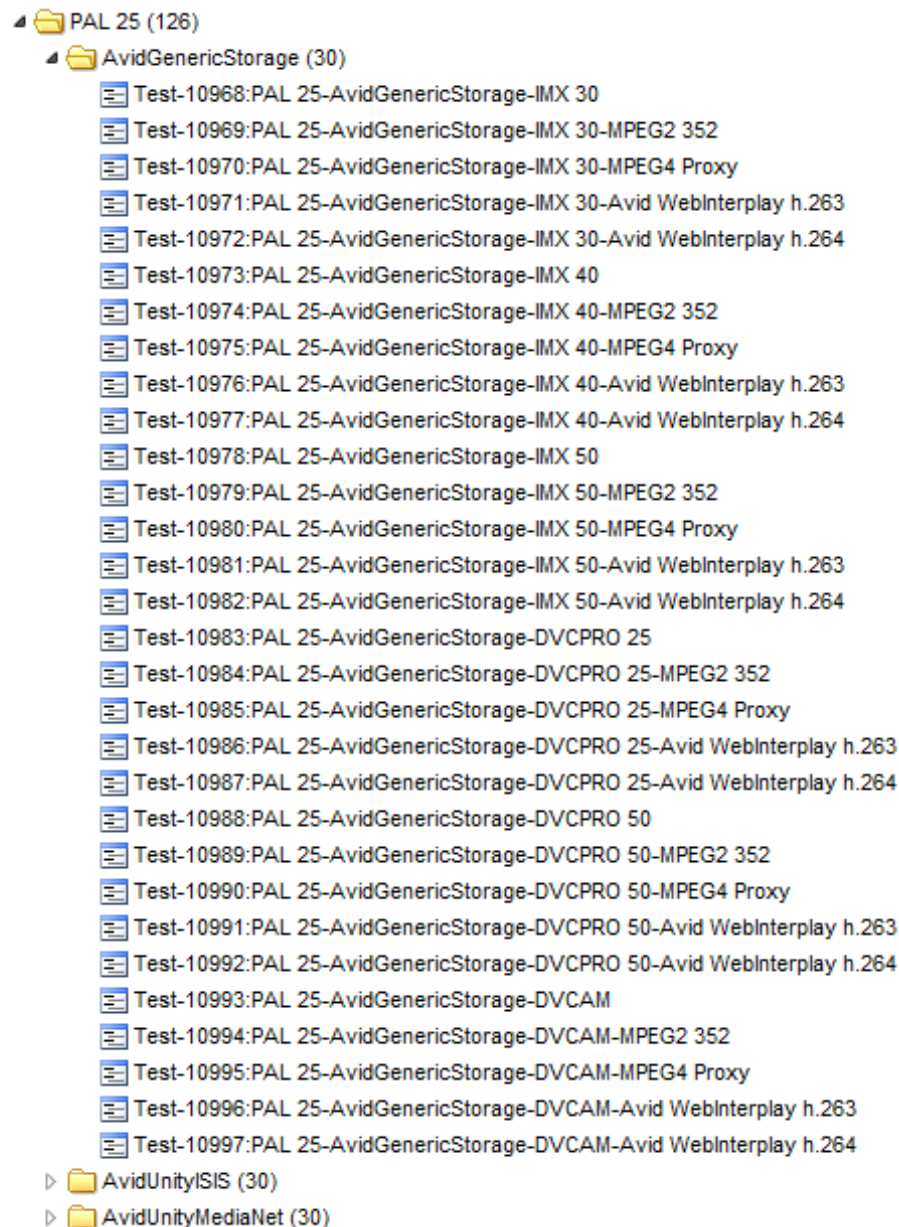 PAL 25 (126)
AvidGenericStorage (30)
Test-10968:PAL 25-AvidGenericStorage-IMX 30
Test-10969:PAL 25-AvidGenericStorage-IMX 30-MPEG2 352
Test-10970:PAL 25-AvidGenericStorage-IMX 30-MPEG4 Proxy
Test-10971:PAL 25-AvidGenericStorage-IMX 30-Avid WebInterplay h.263
Test-10972:PAL 25-AvidGenericStorage-IMX 30-Avid WebInterplay h.264
Test-10973:PAL 25-AvidGenericStorage-IMX 40
Test-10974:PAL 25-AvidGenericStorage-IMX 40-MPEG2 352
Test-10975:PAL 25-AvidGenericStorage-IMX 40-MPEG4 Proxy
Test-10976:PAL 25-AvidGenericStorage-IMX 40-Avid WebInterplay h.263
Test-10977:PAL 25-AvidGenericStorage-IMX 40-Avid WebInterplay h.264
Test-10978:PAL 25-AvidGenericStorage-IMX 50
Test-10979:PAL 25-AvidGenericStorage-IMX 50-MPEG2 352
Test-10980:PAL 25-AvidGenericStorage-IMX 50-MPEG4 Proxy
Test-10981:PAL 25-AvidGenericStorage-IMX 50-Avid WebInterplay h.263
Test-10982:PAL 25-AvidGenericStorage-IMX 50-Avid WebInterplay h.264
Test-10983:PAL 25-AvidGenericStorage-DVCPRO 25
Test-10984:PAL 25-AvidGenericStorage-DVCPRO 25-MPEG2 352
Test-10985:PAL 25-AvidGenericStorage-DVCPRO 25-MPEG4 Proxy
Test-10986:PAL 25-AvidGenericStorage-DVCPRO 25-Avid WebInterplay h.263
Test-10987:PAL 25-AvidGenericStorage-DVCPRO 25-Avid WebInterplay h.264
Test-10988:PAL 25-AvidGenericStorage-DVCPRO 50
Test-10989:PAL 25-AvidGenericStorage-DVCPRO 50-MPEG2 352
Test-10990:PAL 25-AvidGenericStorage-DVCPRO 50-MPEG4 Proxy
Test-10991:PAL 25-AvidGenericStorage-DVCPRO 50-Avid WebInterplay h.263
Test-10992:PAL 25-AvidGenericStorage-DVCPRO 50-Avid WebInterplay h.264
Test-10993:PAL 25-AvidGenericStorage-DVCAM
Test-10994:PAL 25-AvidGenericStorage-DVCAM-MPEG2 352
Test-10995:PAL 25-AvidGenericStorage-DVCAM-MPEG4 Proxy
Test-10996:PAL 25-AvidGenericStorage-DVCAM-Avid WebInterplay h.263
Test-10997:PAL 25-AvidGenericStorage-DVCAM-Avid WebInterplay h.264
AvidUnityISIS (30)
AvidUnityMediaNet (30)